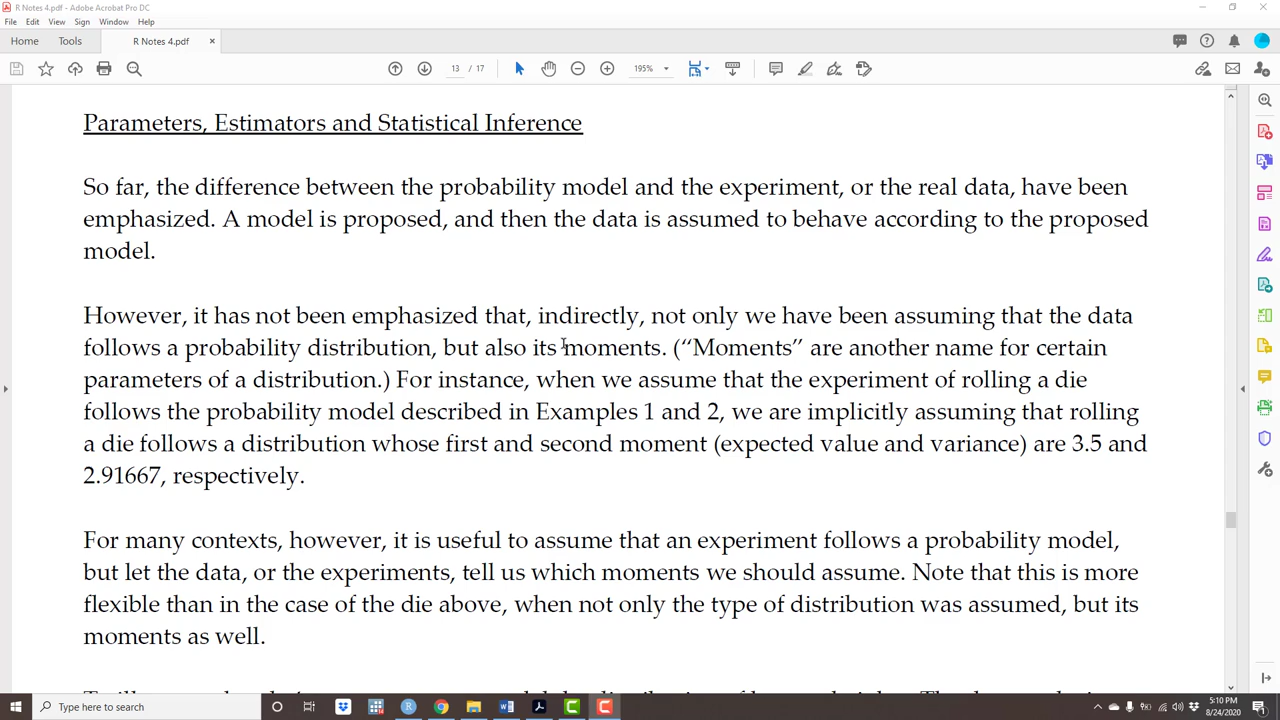 R Notes 4.pdf - Adobe Acrobat Pro DC
File Edit View Sign Window Help
Home Tools R Notes 4.pdf ×
13 / 17 195%
Parameters, Estimators and Statistical Inference
So far, the difference between the probability model and the experiment, or the real data, have been
emphasized. A model is proposed, and then the data is assumed to behave according to the proposed
model.
However, it has not been emphasized that, indirectly, not only we have been assuming that the data
follows a probability distribution, but also its moments. (“Moments” are another name for certain
parameters of a distribution.) For instance, when we assume that the experiment of rolling a die
follows the probability model described in Examples 1 and 2, we are implicitly assuming that rolling
a die follows a distribution whose first and second moment (expected value and variance) are 3.5 and
2.91667, respectively.
For many contexts, however, it is useful to assume that an experiment follows a probability model,
but let the data, or the experiments, tell us which moments we should assume. Note that this is more
flexible than in the case of the die above, when not only the type of distribution was assumed, but its
moments as well.
Type here to search
5:10 PM
8/24/2020